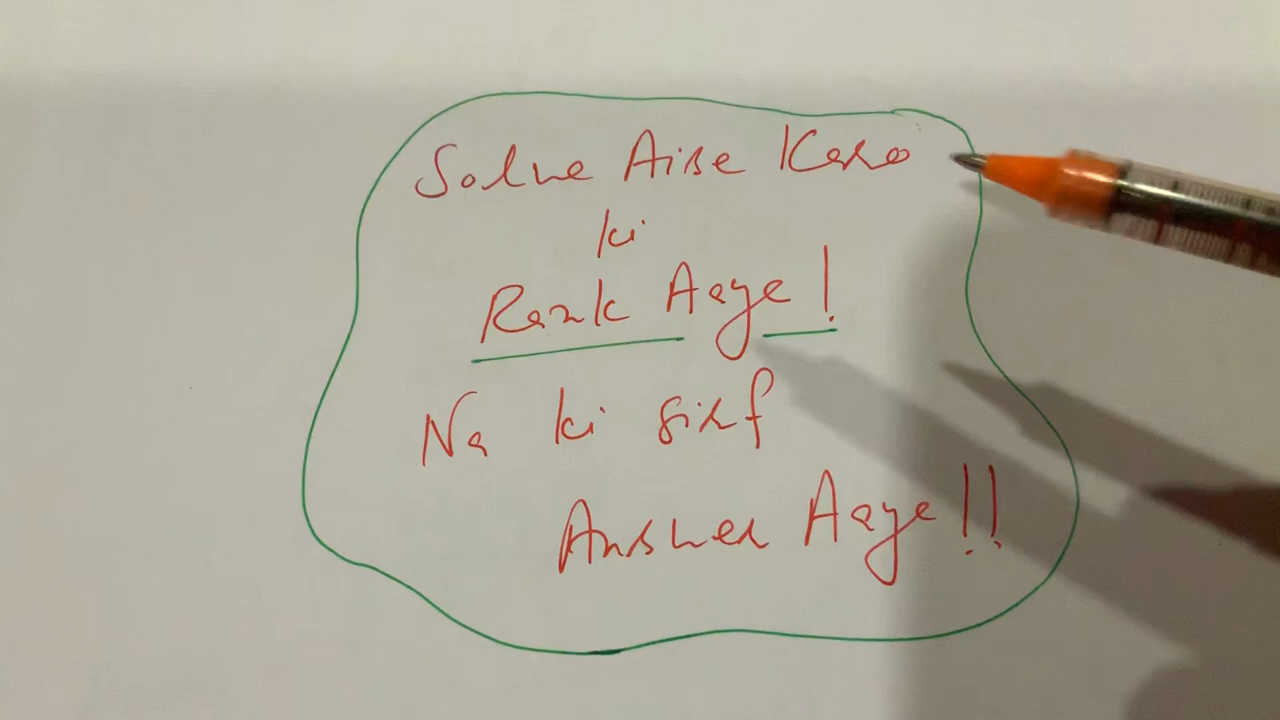 Solve Aise Karo
ki
Rank Aaye!
Na ki sirf
Answer Aaye!!